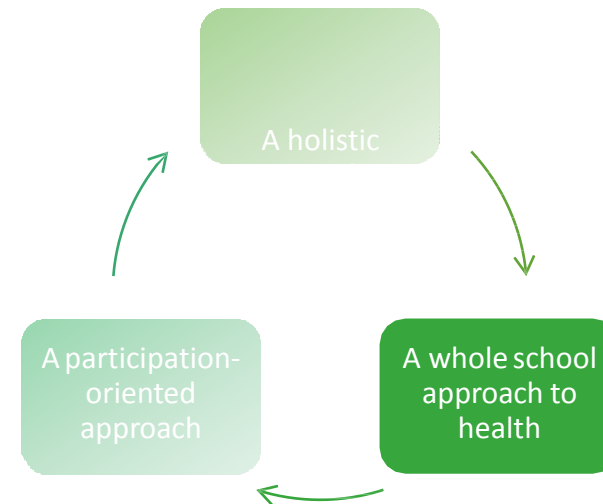 A holistic
A whole school
approach to
health
A participation-
oriented
approach